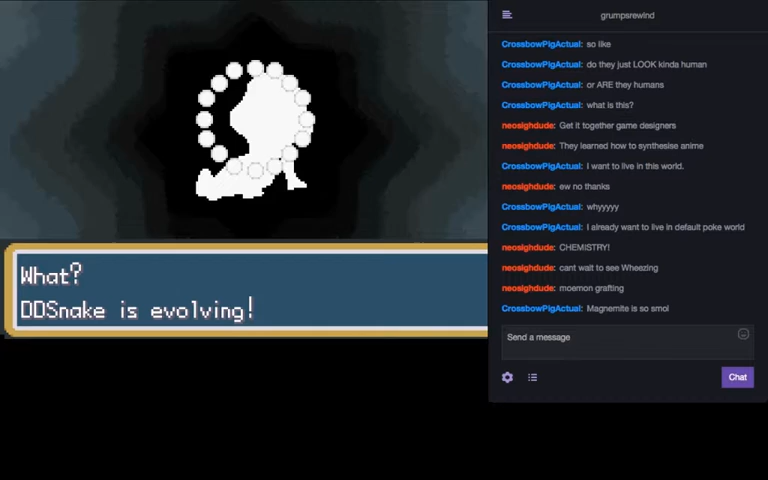 What?
DDSnake is evolving!
grumpsrewind
CrossbowPigActual: so like
CrossbowPigActual: do they just LOOK kinda human
CrossbowPigActual: or ARE they humans
CrossbowPigActual: what is this?
neosighdude: Get it together game designers
neosighdude: They learned how to synthesise anime
CrossbowPigActual: I want to live in this world.
neosighdude: ew no thanks
CrossbowPigActual: whyyyyy
CrossbowPigActual: I already want to live in default poke world
neosighdude: CHEMISTRY!
neosighdude: cant wait to see Wheezing
neosighdude: moemon grafting
CrossbowPigActual: Magnemite is so smol
Send a message
Chat